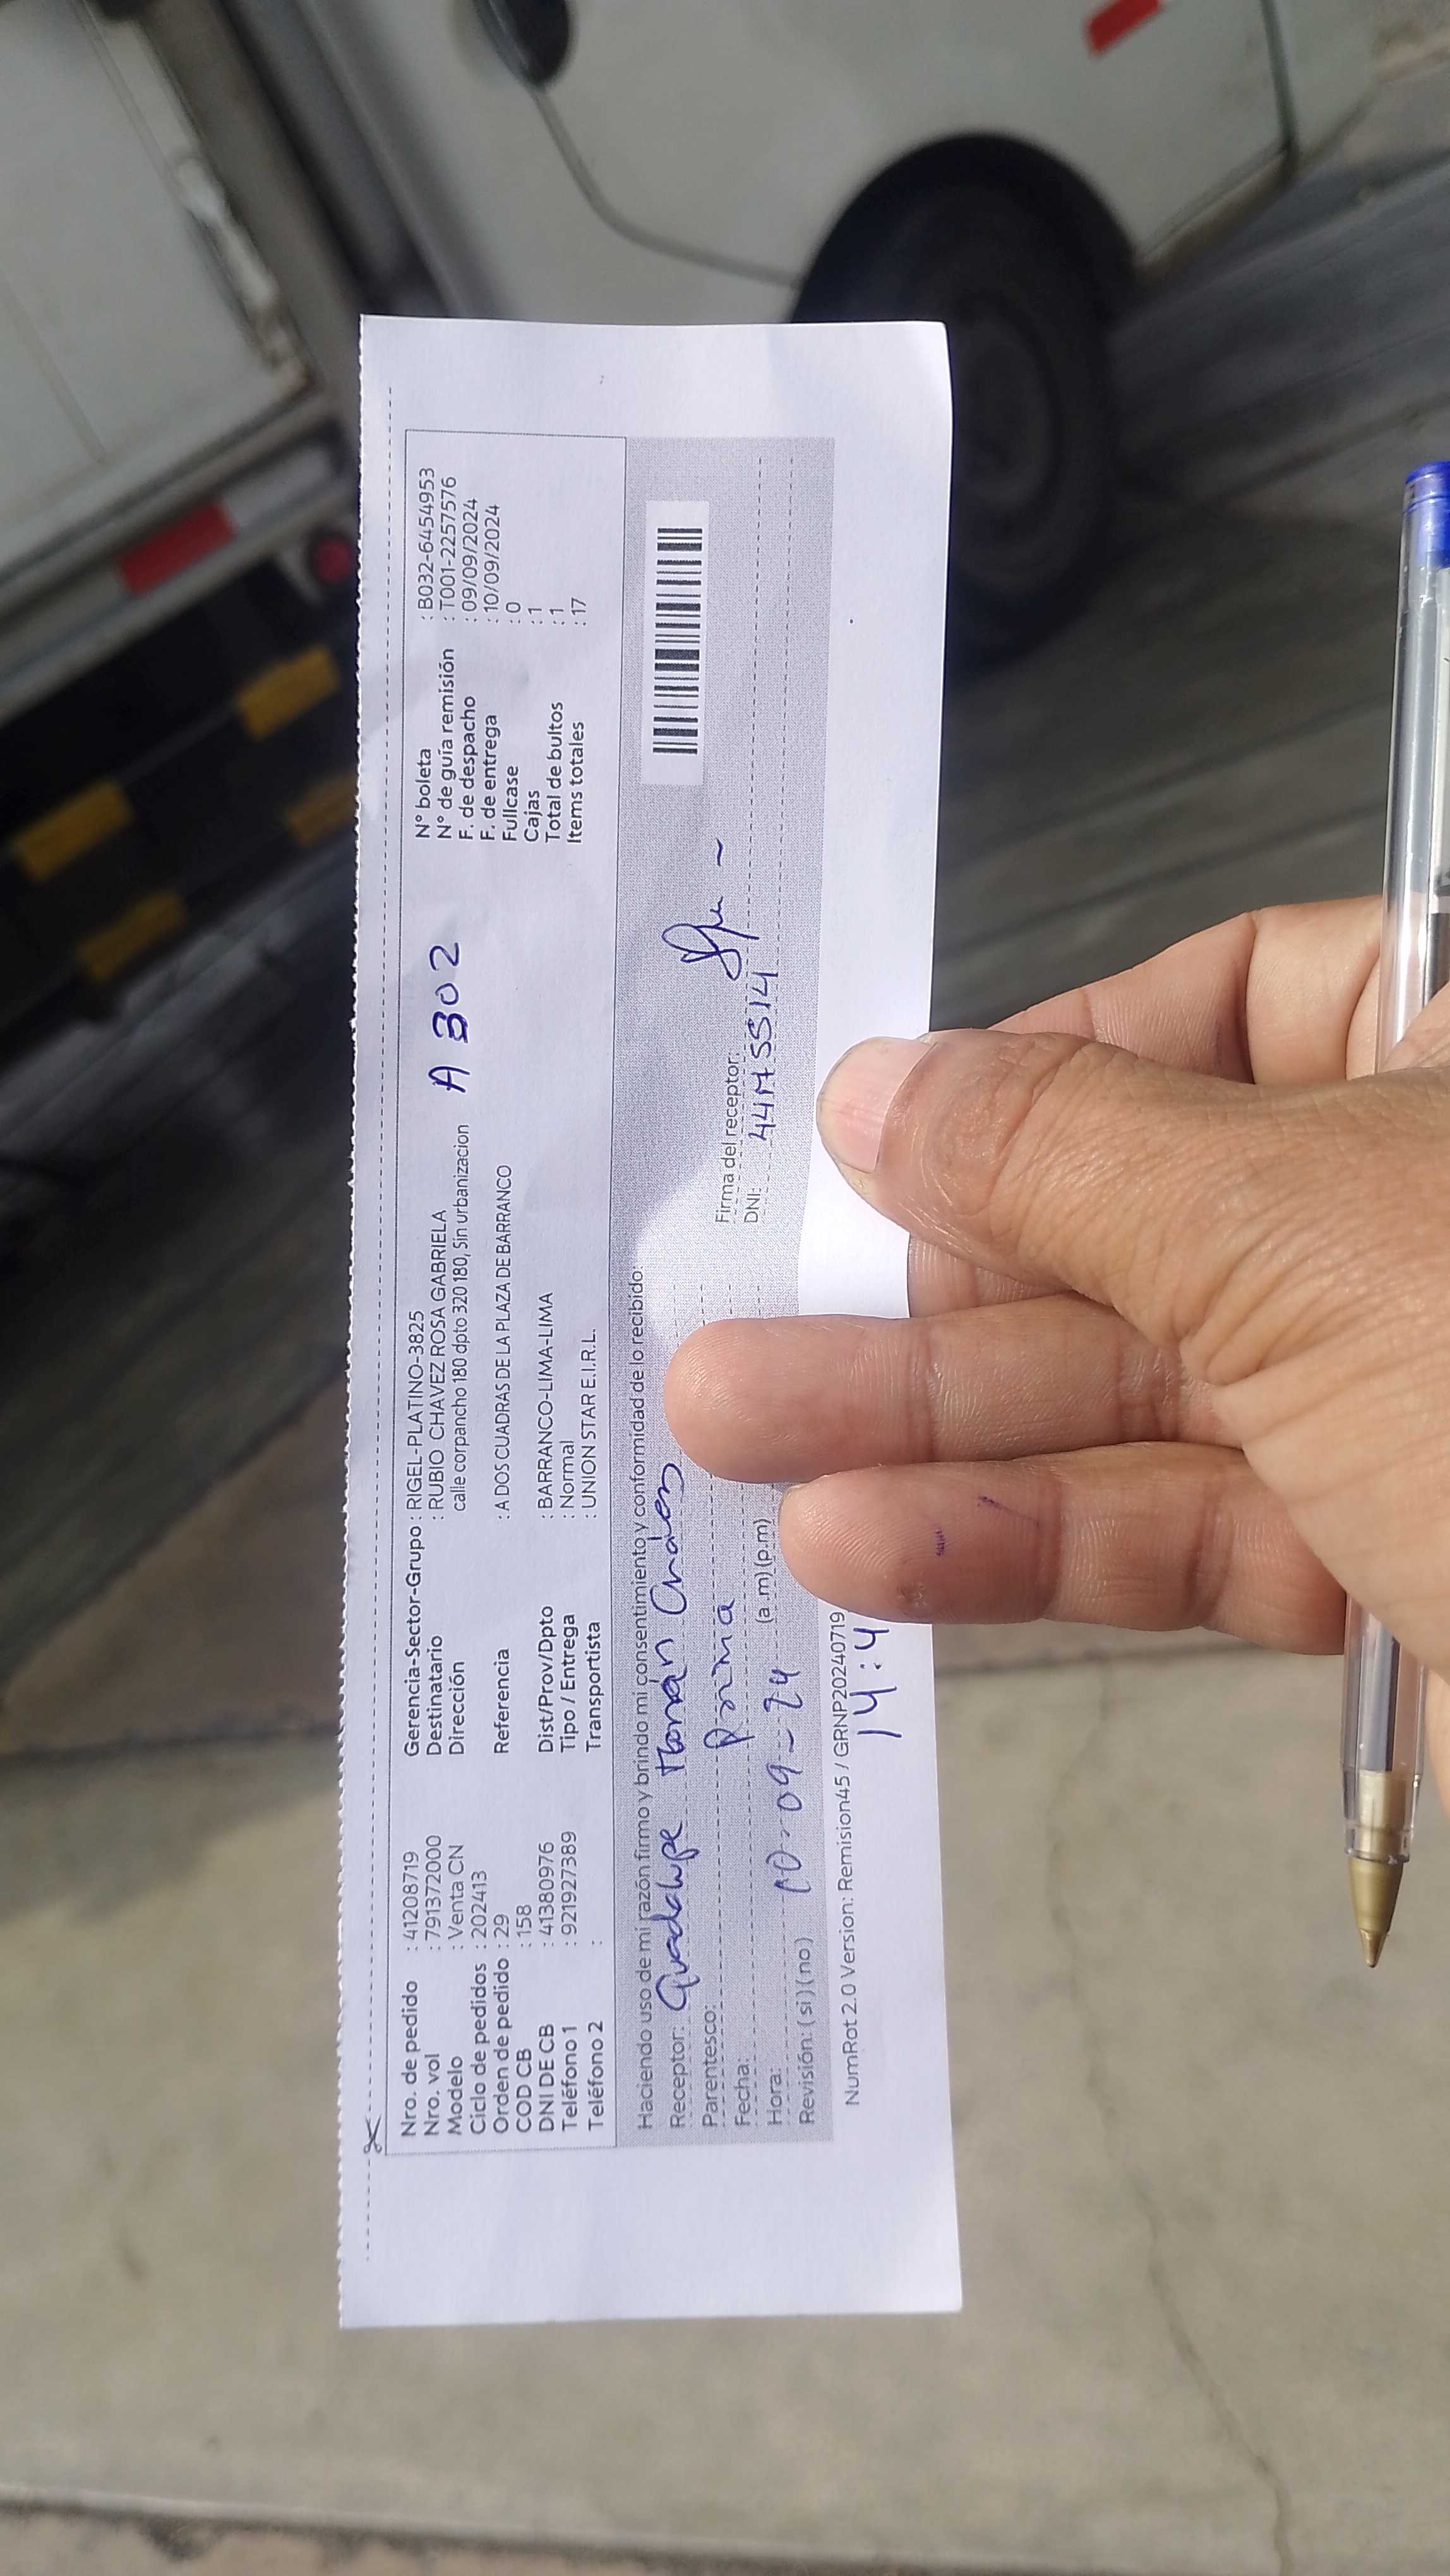 Nro. de pedido : 41208719
Nro. vol : 791372000
Modelo : Venta CN
Ciclo de pedidos : 202413
Orden de pedido : 29
COD CB : 158
DNI DE CB : 41380976
Teléfono 1 : 921927389
Teléfono 2 :
Gerencia-Sector-Grupo : RIGEL-PLATINO-3825
Destinatario : RUBIO CHAVEZ ROSA GABRIELA
Dirección calle corpancho 180 dpto 320 180, Sin urbanizacion
Referencia : A DOS CUADRAS DE LA PLAZA DE BARRANCO
Dist/Prov/Dpto : BARRANCO-LIMA-LIMA
Tipo / Entrega : Normal
Transportista : UNION STAR E.I.R.L.
A 302
N° boleta : B032-6454953
N° de guía remisión : T001-2257576
F. de despacho : 09/09/2024
F. de entrega : 10/09/2024
Fullcase : 0
Cajas : 1
Total de bultos : 1
Items totales : 17
Haciendo uso de mi razón firmo y brindo mi consentimiento y conformidad de lo recibido:
Receptor: Guadalupe
Parentesco: Prima
Fecha:
Hora: 10-09-24 (a.m) (p.m)
Revisión: ( si ) ( no )
Firma del receptor:
DNI:
NumRot 2.0 Version: Remision45 / GRNP20240719
14:4